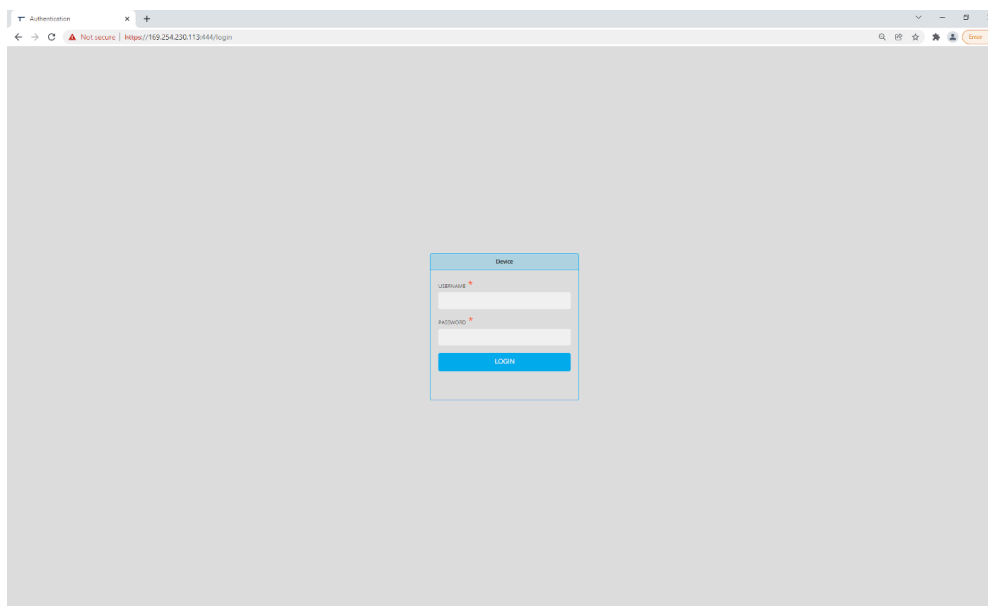 Authentication
Not secure | https://169.254.230.113:444/login
Error
Device
USERNAME *
PASSWORD *
LOGIN